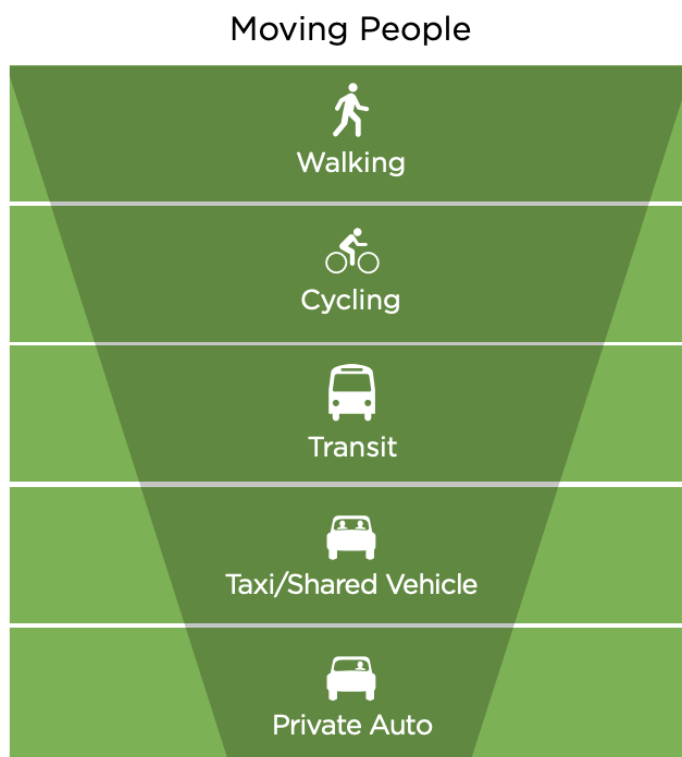 Moving People
Walking
Cycling
Transit
Taxi/Shared Vehicle
Private Auto